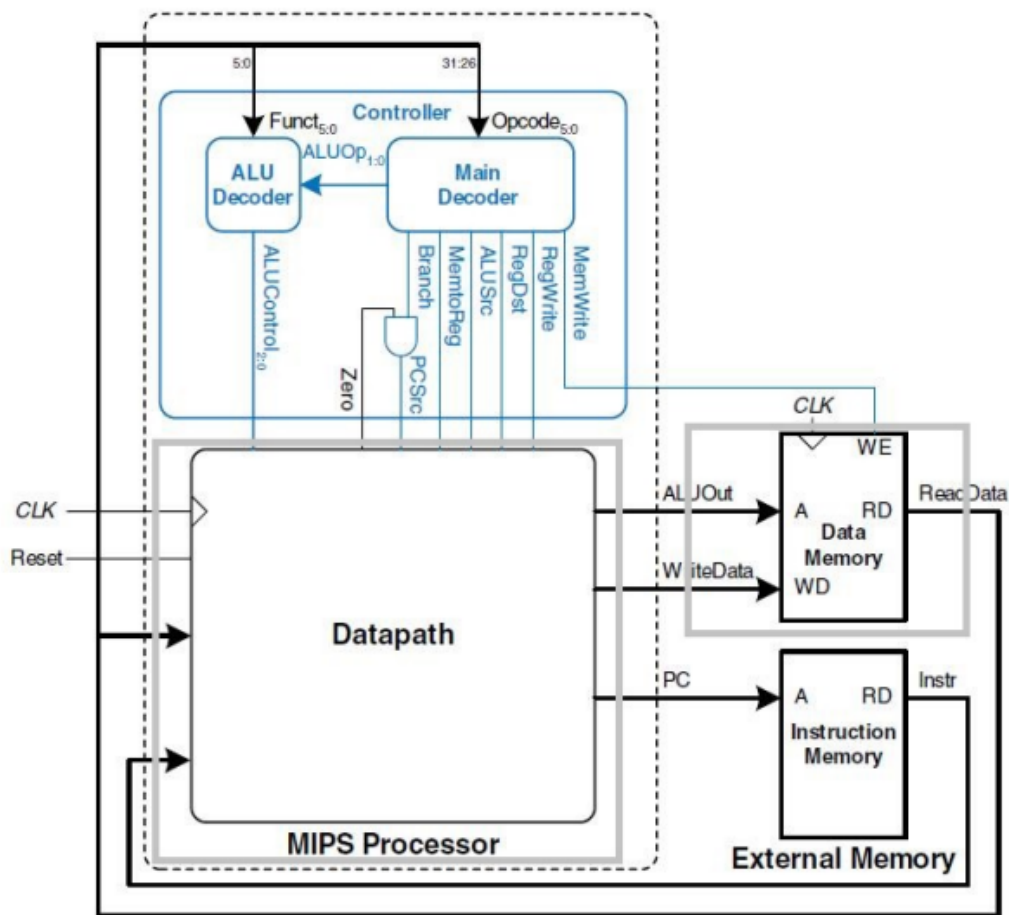 5:0
31:26
Controller
Funct5:0
Opcode5:0
ALUOp1:0
ALU
Decoder
Main
Decoder
ALUControl2:0
Branch
MemtoReg
ALUSrc
RegDst
RegWrite
MemWrite
Zero
PCSrc
CLK
WE
CLK
ALUOut
A
RD
ReadData
Reset
Data
Memory
WriteData
WD
Datapath
PC
A
RD
Instr
Instruction
Memory
MIPS Processor
External Memory